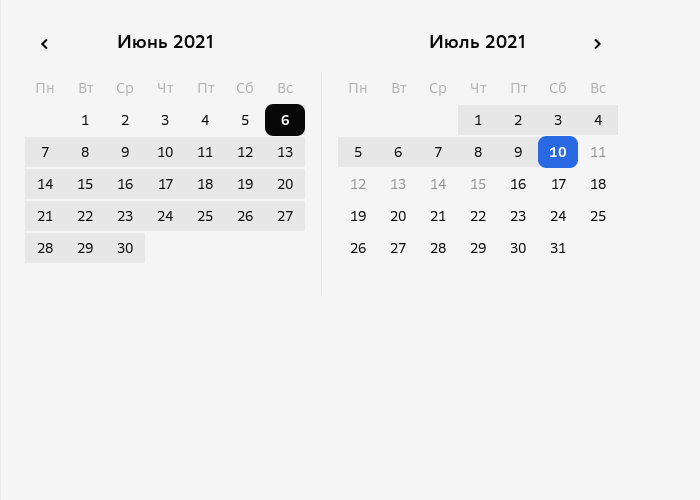 Июнь 2021
Пн Вт Ср Чт Пт Сб Вс
1 2 3 4 5 6
7 8 9 10 11 12 13
14 15 16 17 18 19 20
21 22 23 24 25 26 27
28 29 30
Июль 2021
Пн Вт Ср Чт Пт Сб Вс
1 2 3 4
5 6 7 8 9 10 11
12 13 14 15 16 17 18
19 20 21 22 23 24 25
26 27 28 29 30 31